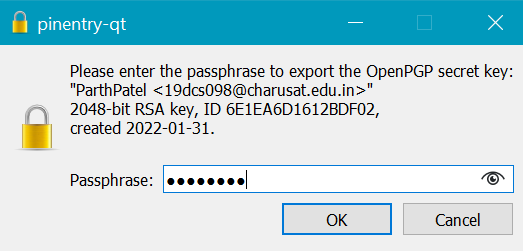 pinentry-qt
Please enter the passphrase to export the OpenPGP secret key:
"ParthPatel <19dcs098@charusat.edu.in>"
2048-bit RSA key, ID 6E1EA6D1612BDF02,
created 2022-01-31.
Passphrase: ●●●●●●●●
OK Cancel